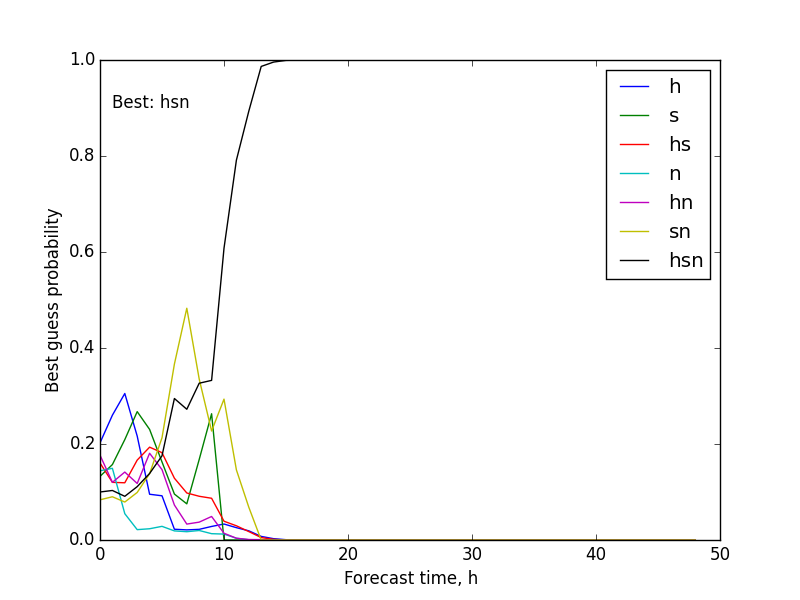 1.0
0.8
0.6
0.4
0.2
0.0
Best: hsn
h
s
hs
n
hn
sn
hsn
0
10
20
30
40
50
Forecast time, h
Best guess probability